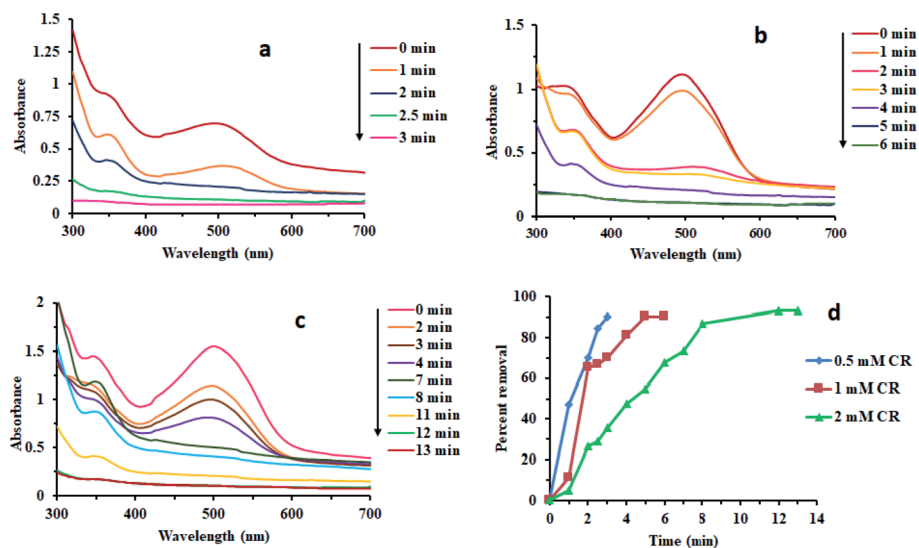 a
1.5
1.25
1
0.75
0.5
0.25
0
Absorbance
300 400 500 600 700
Wavelength (nm)
0 min
1 min
2 min
2.5 min
3 min
b
1.5
1
0.5
0
Absorbance
300 400 500 600 700
Wavelength (nm)
0 min
1 min
2 min
3 min
4 min
5 min
6 min
c
2
1.5
1
0.5
0
Absorbance
300 400 500 600 700
Wavelength (nm)
0 min
2 min
3 min
4 min
7 min
8 min
11 min
12 min
13 min
d
100
90
80
70
60
50
40
30
20
10
0
Percent removal
0 2 4 6 8 10 12 14
Time (min)
0.5 mM CR
1 mM CR
2 mM CR